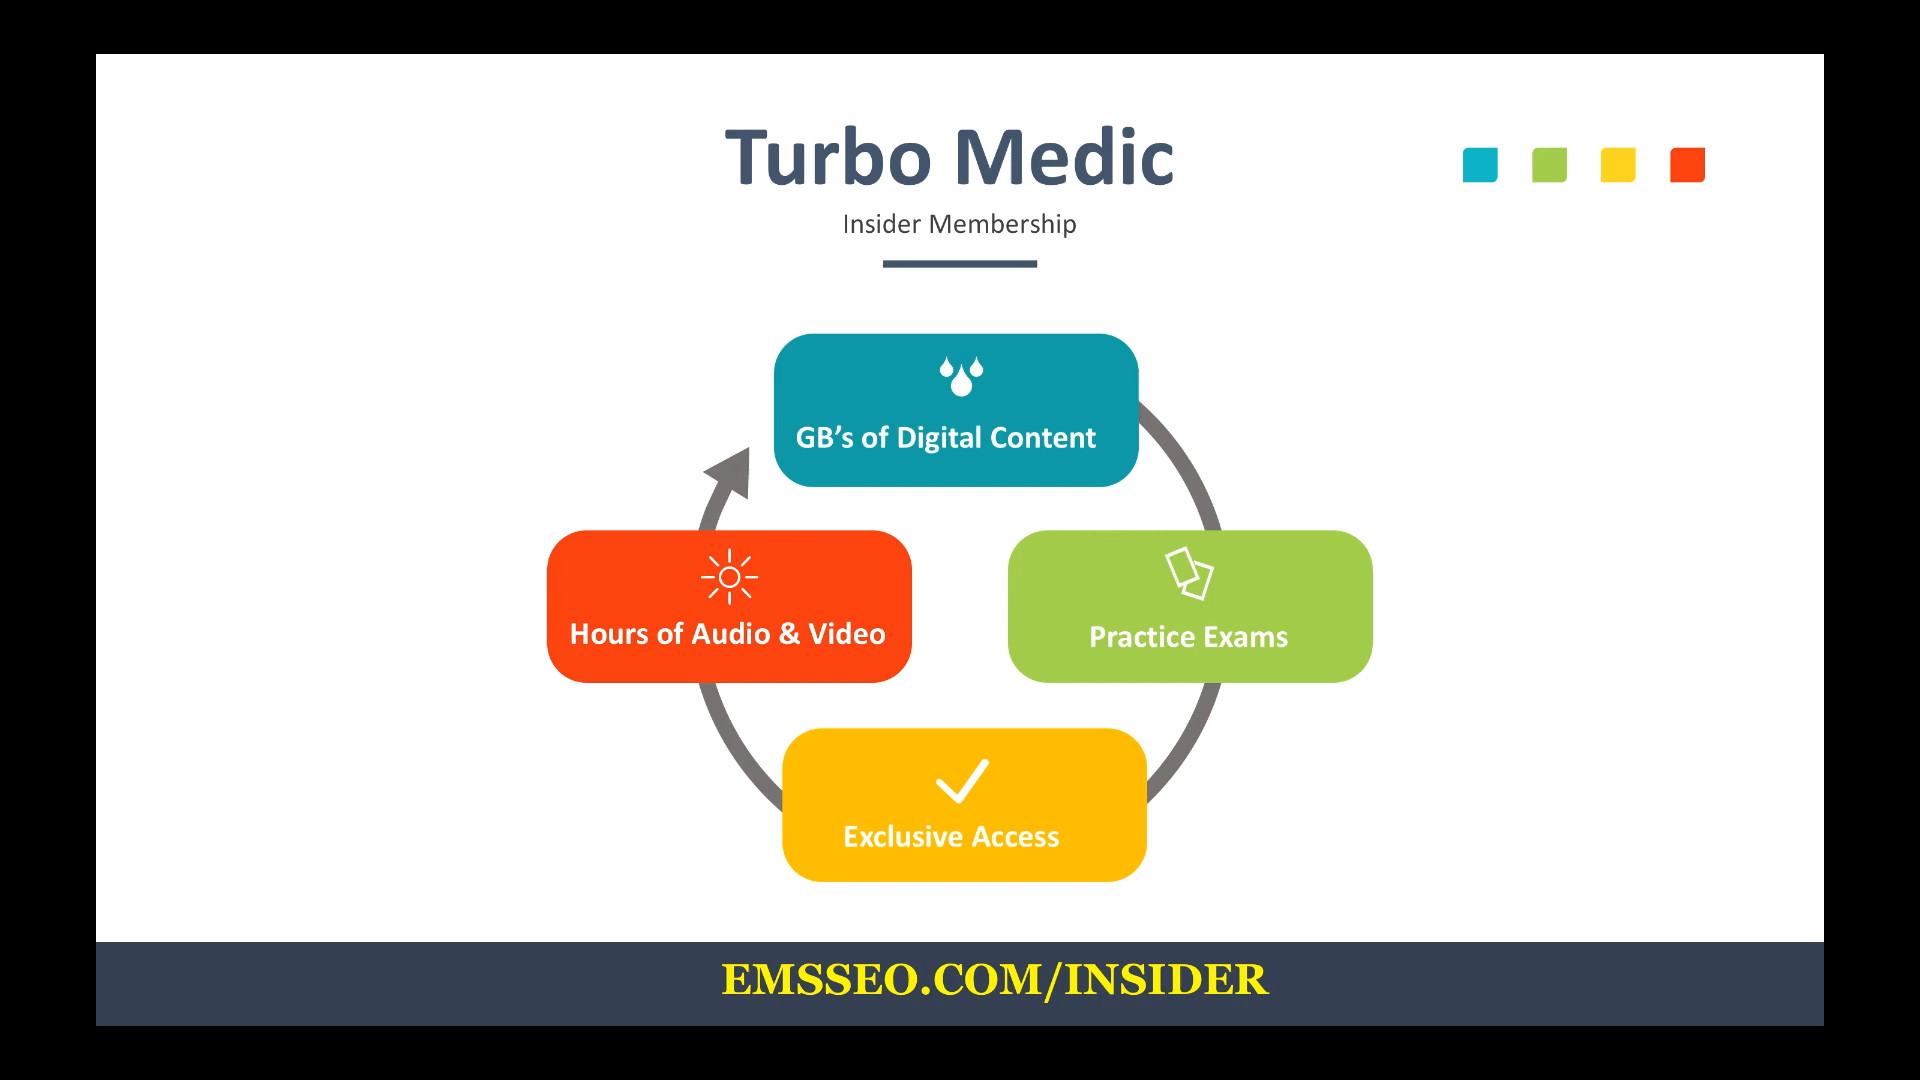 Turbo Medic
Insider Membership
GB’s of Digital Content
Hours of Audio & Video
Practice Exams
Exclusive Access
EMSSEO.COM/INSIDER